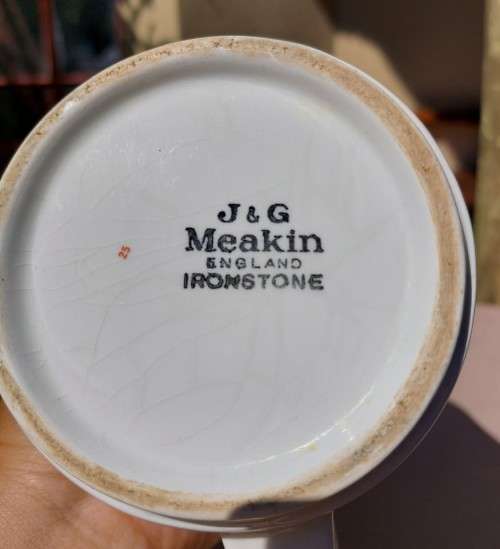 J & G
Meakin
ENGLAND
IRONSTONE
25